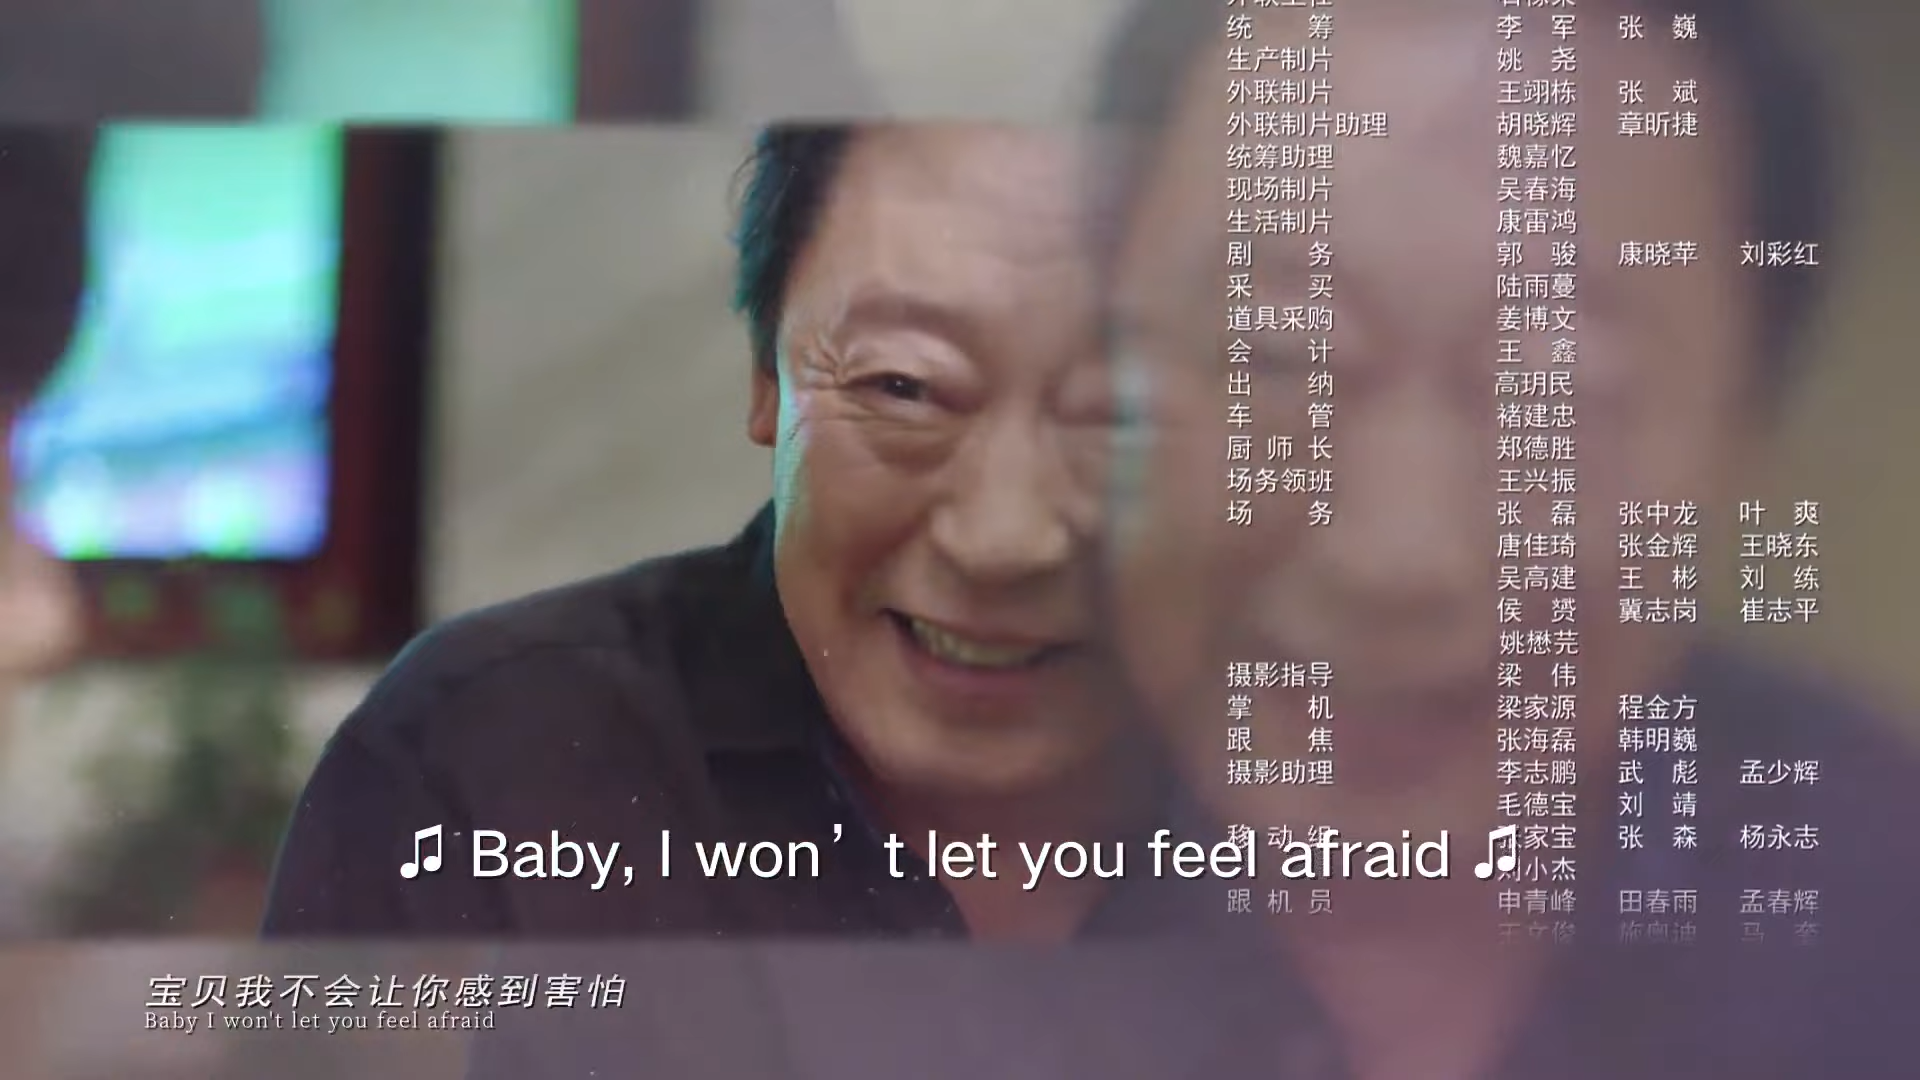 统筹 李军 张巍
生产制片 姚尧
外联制片 王翊栋 张斌
外联制片助理 胡晓辉 章昕捷
统筹助理 魏嘉忆
现场制片 吴春海
生活制片 康雷鸿
剧务 郭骏 康晓苹 刘彩红
采买 陆雨蔓
道具采购 姜博文
会计 王鑫
出纳 高玥民
车管 褚建忠
厨师长 郑德胜
场务领班 王兴振
场务 张磊 张中龙 叶爽
唐佳琦 张金辉 王晓东
吴高建 王彬 刘练
侯赟 冀志岗 崔志平
姚懋芫
摄影指导 梁伟
掌机 梁家源 程金方
跟焦 张海磊 韩明巍
摄影助理 李志鹏 武彪 孟少辉
毛德宝 刘靖
移动组 张家宝 张森 杨永志
♫ Baby, I won’t let you feel afraid ♫
刘小杰
跟机员 申青峰 田春雨 孟春辉
宝贝我不会让你感到害怕
Baby I won't let you feel afraid